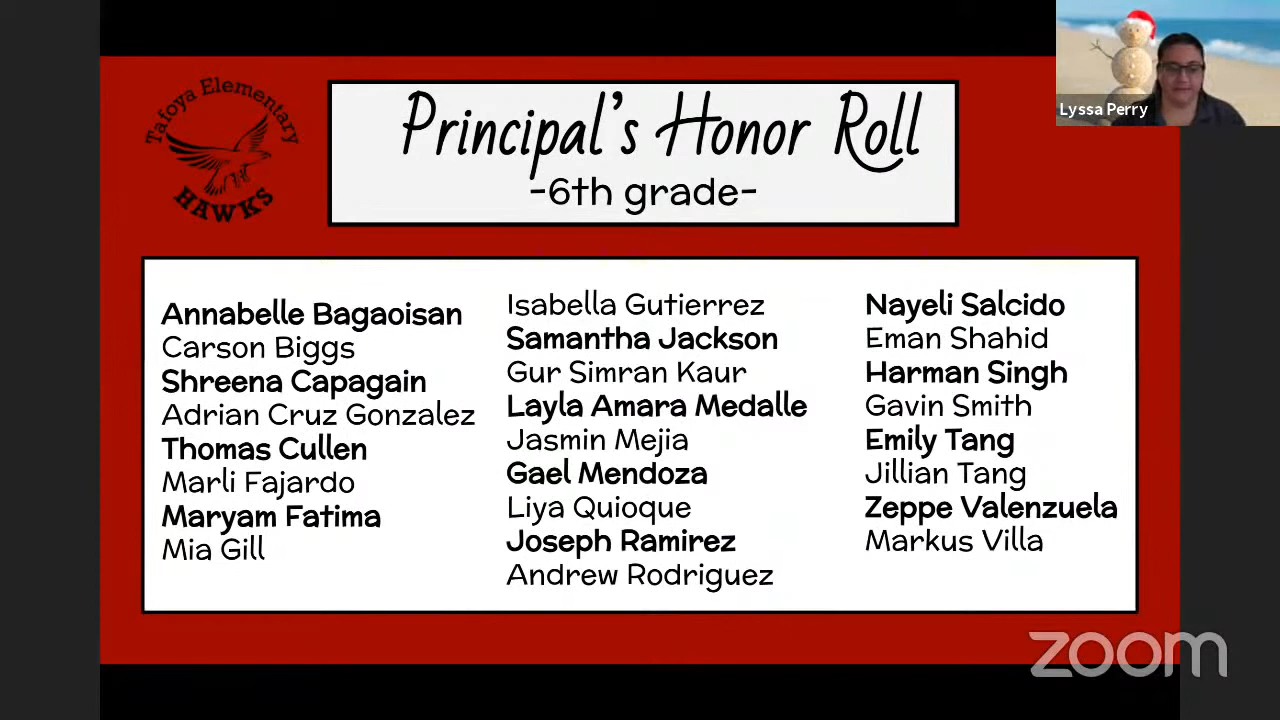 Tafoya Elementary
HAWKS
Principal's Honor Roll
-6th grade-
Lyssa Perry
Annabelle Bagaoisan
Carson Biggs
Shreena Capagain
Adrian Cruz Gonzalez
Thomas Cullen
Marli Fajardo
Maryam Fatima
Mia Gill
Isabella Gutierrez
Samantha Jackson
Gur Simran Kaur
Layla Amara Medalle
Jasmin Mejia
Gael Mendoza
Liya Quioque
Joseph Ramirez
Andrew Rodriguez
Nayeli Salcido
Eman Shahid
Harman Singh
Gavin Smith
Emily Tang
Jillian Tang
Zeppe Valenzuela
Markus Villa
zoom